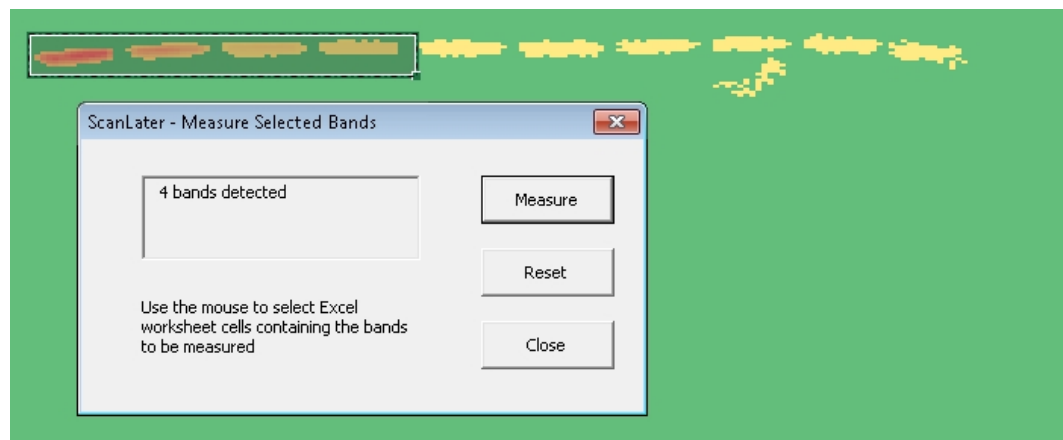 ScanLater - Measure Selected Bands
4 bands detected
Measure
Reset
Use the mouse to select Excel
worksheet cells containing the bands
to be measured
Close